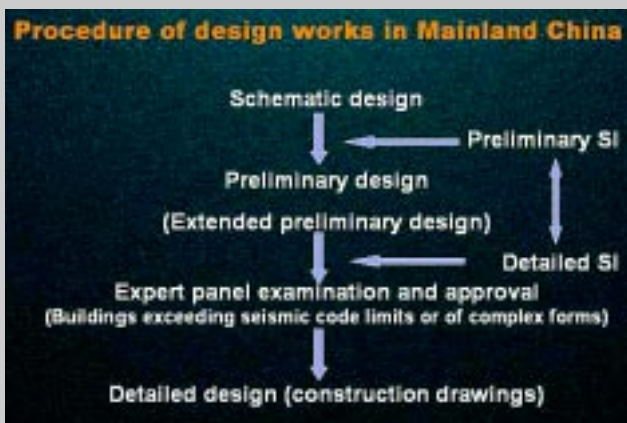 Procedure of design works in Mainland China
Schematic design
Preliminary SI
Preliminary design
(Extended preliminary design)
Detailed SI
Expert panel examination and approval
(Buildings exceeding seismic code limits or of complex forms)
Detailed design (construction drawings)